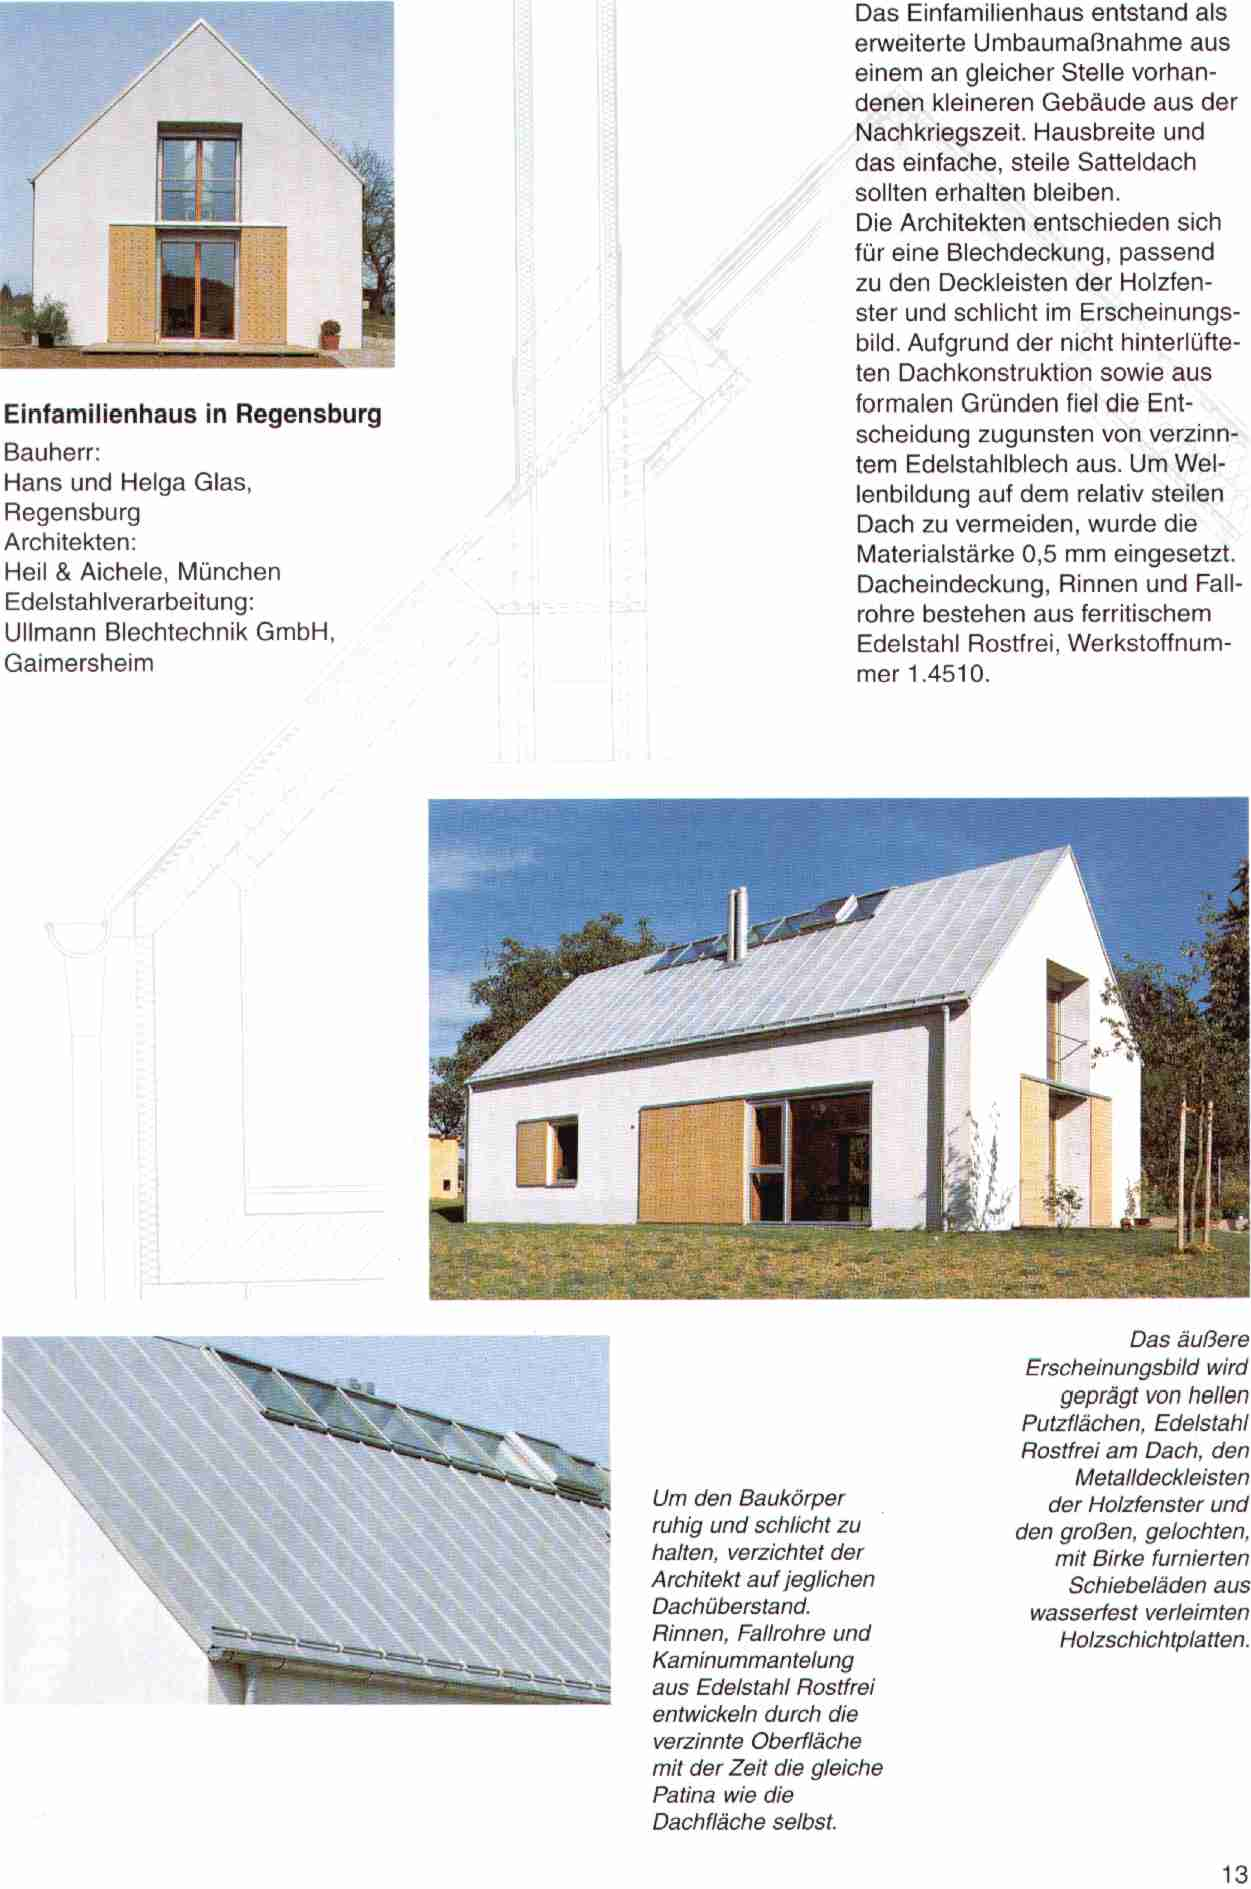 Einfamilienhaus in Regensburg
Bauherr:
Hans und Helga Glas,
Regensburg
Architekten:
Heil & Aichele, München
Edelstahlverarbeitung:
Ullmann Blechtechnik GmbH,
Gaimersheim
Das Einfamilienhaus entstand als
erweiterte Umbaumaßnahme aus
einem an gleicher Stelle vorhan-
denen kleineren Gebäude aus der
Nachkriegszeit. Hausbreite und
das einfache, steile Satteldach
sollten erhalten bleiben.
Die Architekten entschieden sich
für eine Blechdeckung, passend
zu den Deckleisten der Holzfen-
ster und schlicht im Erscheinungs-
bild. Aufgrund der nicht hinterlüfte-
ten Dachkonstruktion sowie aus
formalen Gründen fiel die Ent-
scheidung zugunsten von verzinn-
tem Edelstahlblech aus. Um Wel-
lenbildung auf dem relativ steilen
Dach zu vermeiden, wurde die
Materialstärke 0,5 mm eingesetzt.
Dacheindeckung, Rinnen und Fall-
rohre bestehen aus ferritischem
Edelstahl Rostfrei, Werkstoffnum-
mer 1.4510.
Um den Baukörper
ruhig und schlicht zu
halten, verzichtet der
Architekt auf jeglichen
Dachüberstand.
Rinnen, Fallrohre und
Kaminummantelung
aus Edelstahl Rostfrei
entwickeln durch die
verzinnte Oberfläche
mit der Zeit die gleiche
Patina wie die
Dachfläche selbst.
Das äußere
Erscheinungsbild wird
geprägt von hellen
Putzflächen, Edelstahl
Rostfrei am Dach, den
Metalldeckleisten
der Holzfenster und
den großen, gelochten,
mit Birke furnierten
Schiebeläden aus
wasserfest verleimten
Holzschichtplatten.
13